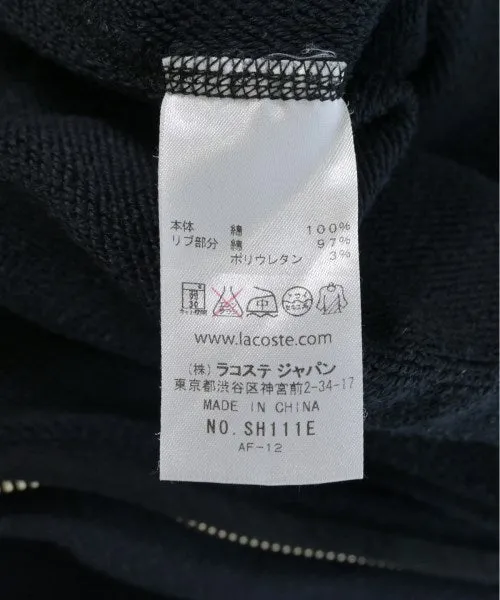 本体 綿 100%
リブ部分 綿 97%
ポリウレタン 3%
www.lacoste.com
(株) ラコステ ジャパン
東京都渋谷区神宮前2-34-17
MADE IN CHINA
NO. SH111E
AF-12